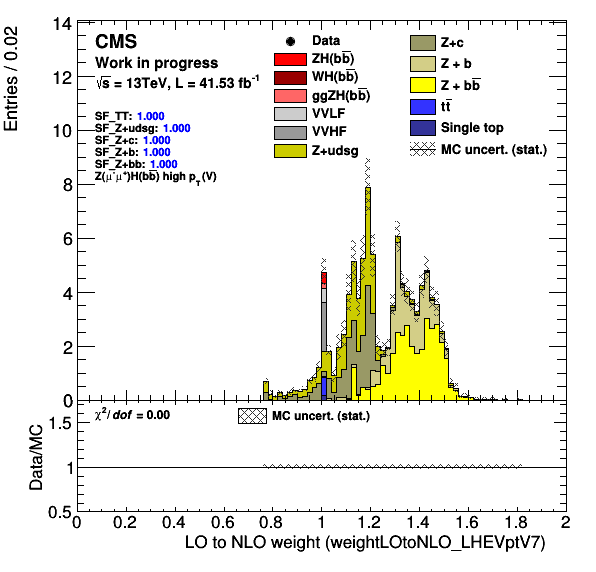 Entries / 0.02
14
12
10
8
6
4
2
0
CMS
Work in progress
√s = 13TeV, L = 41.53 fb⁻¹
SF_TT: 1.000
SF_Z+udsg: 1.000
SF_Z+c: 1.000
SF_Z+b: 1.000
SF_Z+bb: 1.000
Z(μ⁻μ⁺)H(bb̅) high p_T(V)
Data
ZH(bb̅)
WH(bb̅)
ggZH(bb̅)
VVLF
VVHF
Z+udsg
Z+c
Z + b
Z + bb̅
tt̅
Single top
MC uncert. (stat.)
Data/MC
1.5
1
0.5
χ²/dof = 0.00
MC uncert. (stat.)
0 0.2 0.4 0.6 0.8 1 1.2 1.4 1.6 1.8 2
LO to NLO weight (weightLOtoNLO_LHEVptV7)